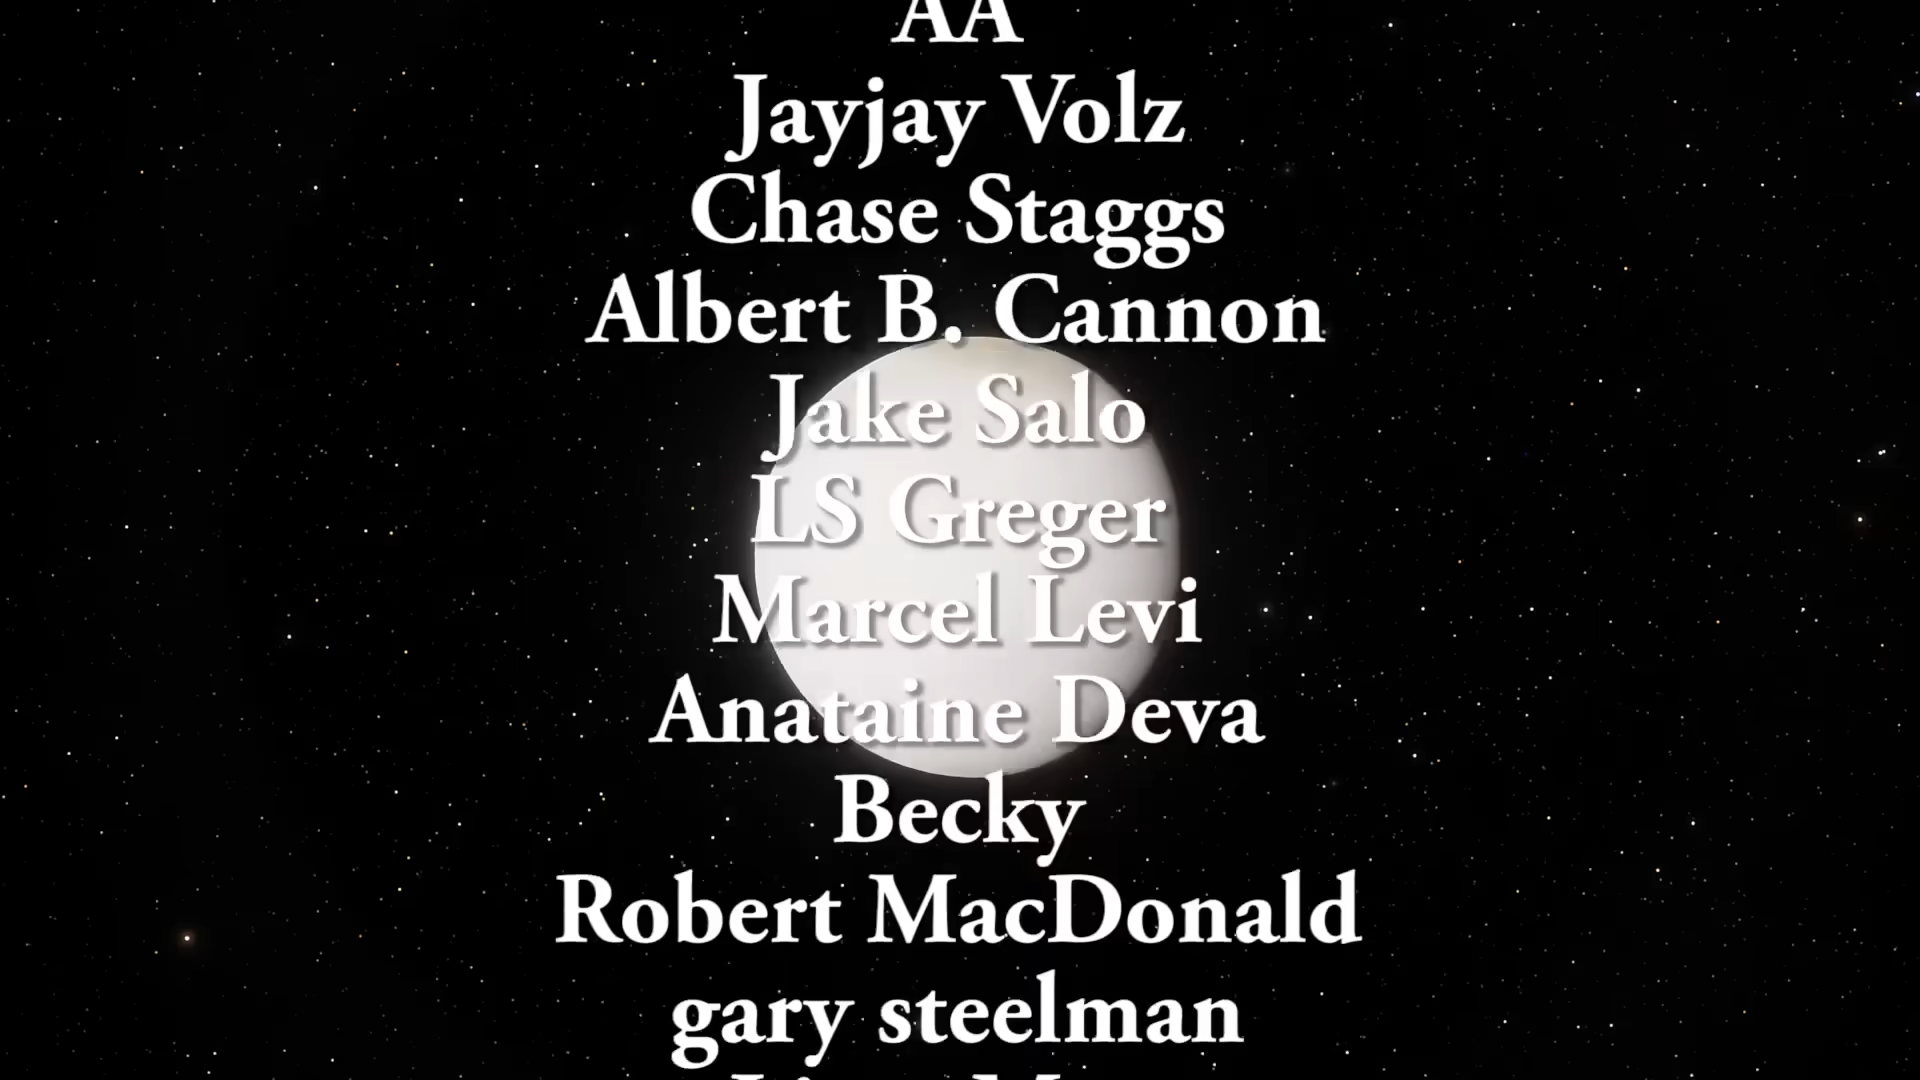 AA
Jayjay Volz
Chase Staggs
Albert B. Cannon
Jake Salo
LS Greger
Marcel Levi
Anataine Deva
Becky
Robert MacDonald
gary steelman